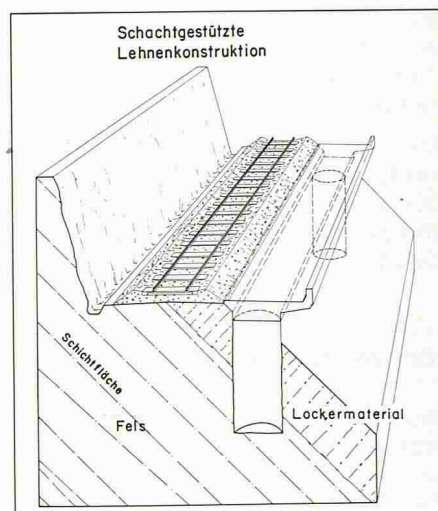 Schachtgestützte
Lehnenkonstruktion
Schichtfläche
Fels
Lockermaterial